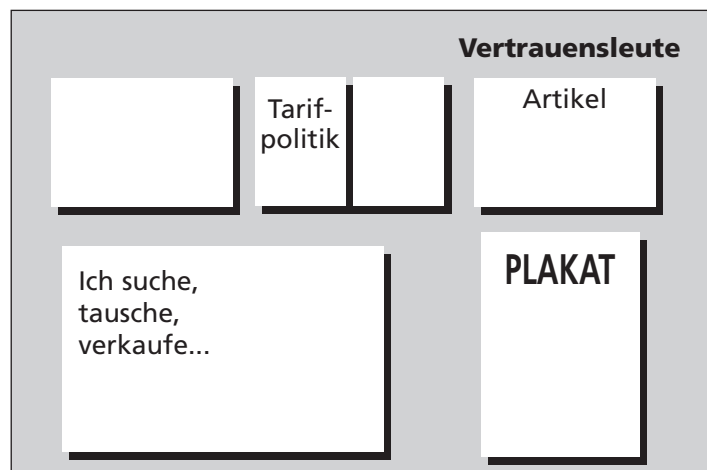 Vertrauensleute
Tarif-
politik
Artikel
Ich suche,
tausche,
verkaufe...
PLAKAT